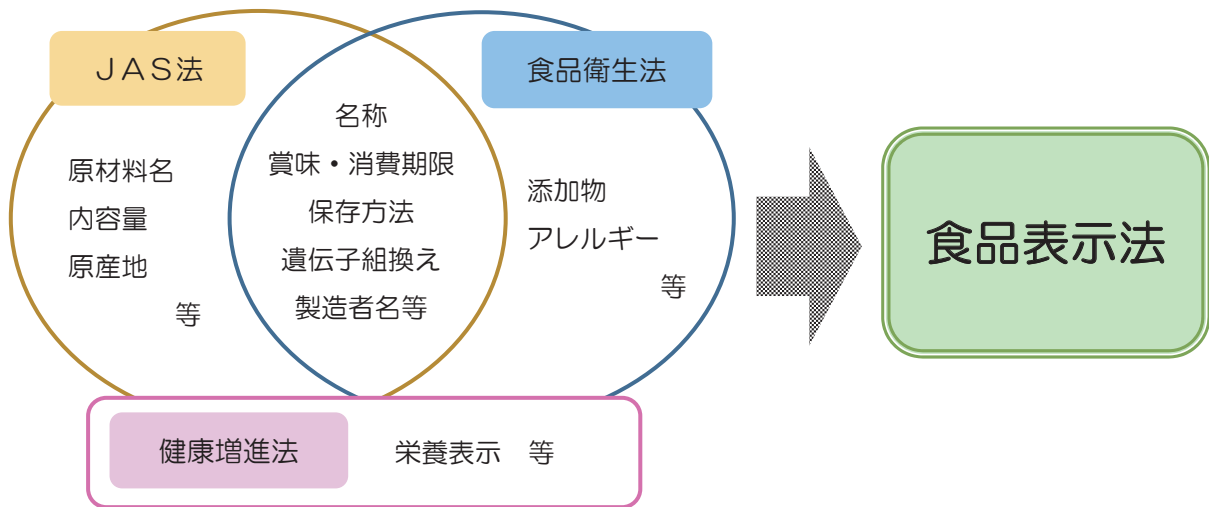 ＪＡＳ法
原材料名
内容量
原産地
等
名称
賞味・消費期限
保存方法
遺伝子組換え
製造者名等
食品衛生法
添加物
アレルギー
等
健康増進法
栄養表示　等
食品表示法